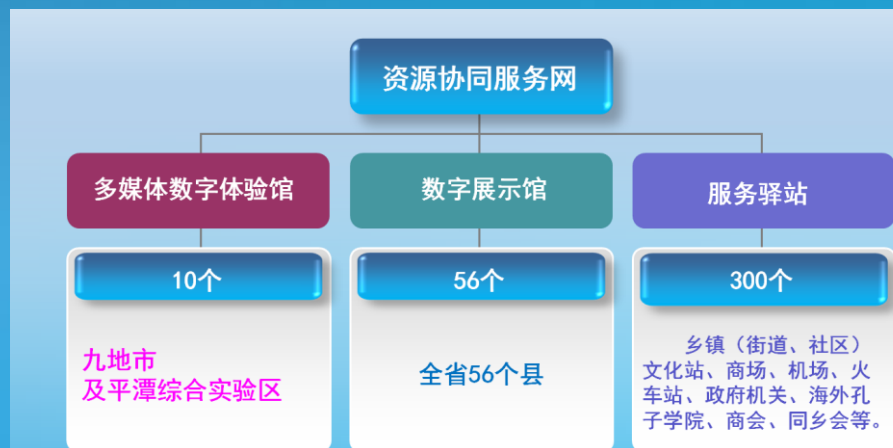 资源协同服务网
多媒体数字体验馆
数字展示馆
服务驿站
10个
56个
300个
九地市
及平潭综合实验区
全省56个县
乡镇（街道、社区）
文化站、商场、机场、火
车站、政府机关、海外孔
子学院、商会、同乡会等。